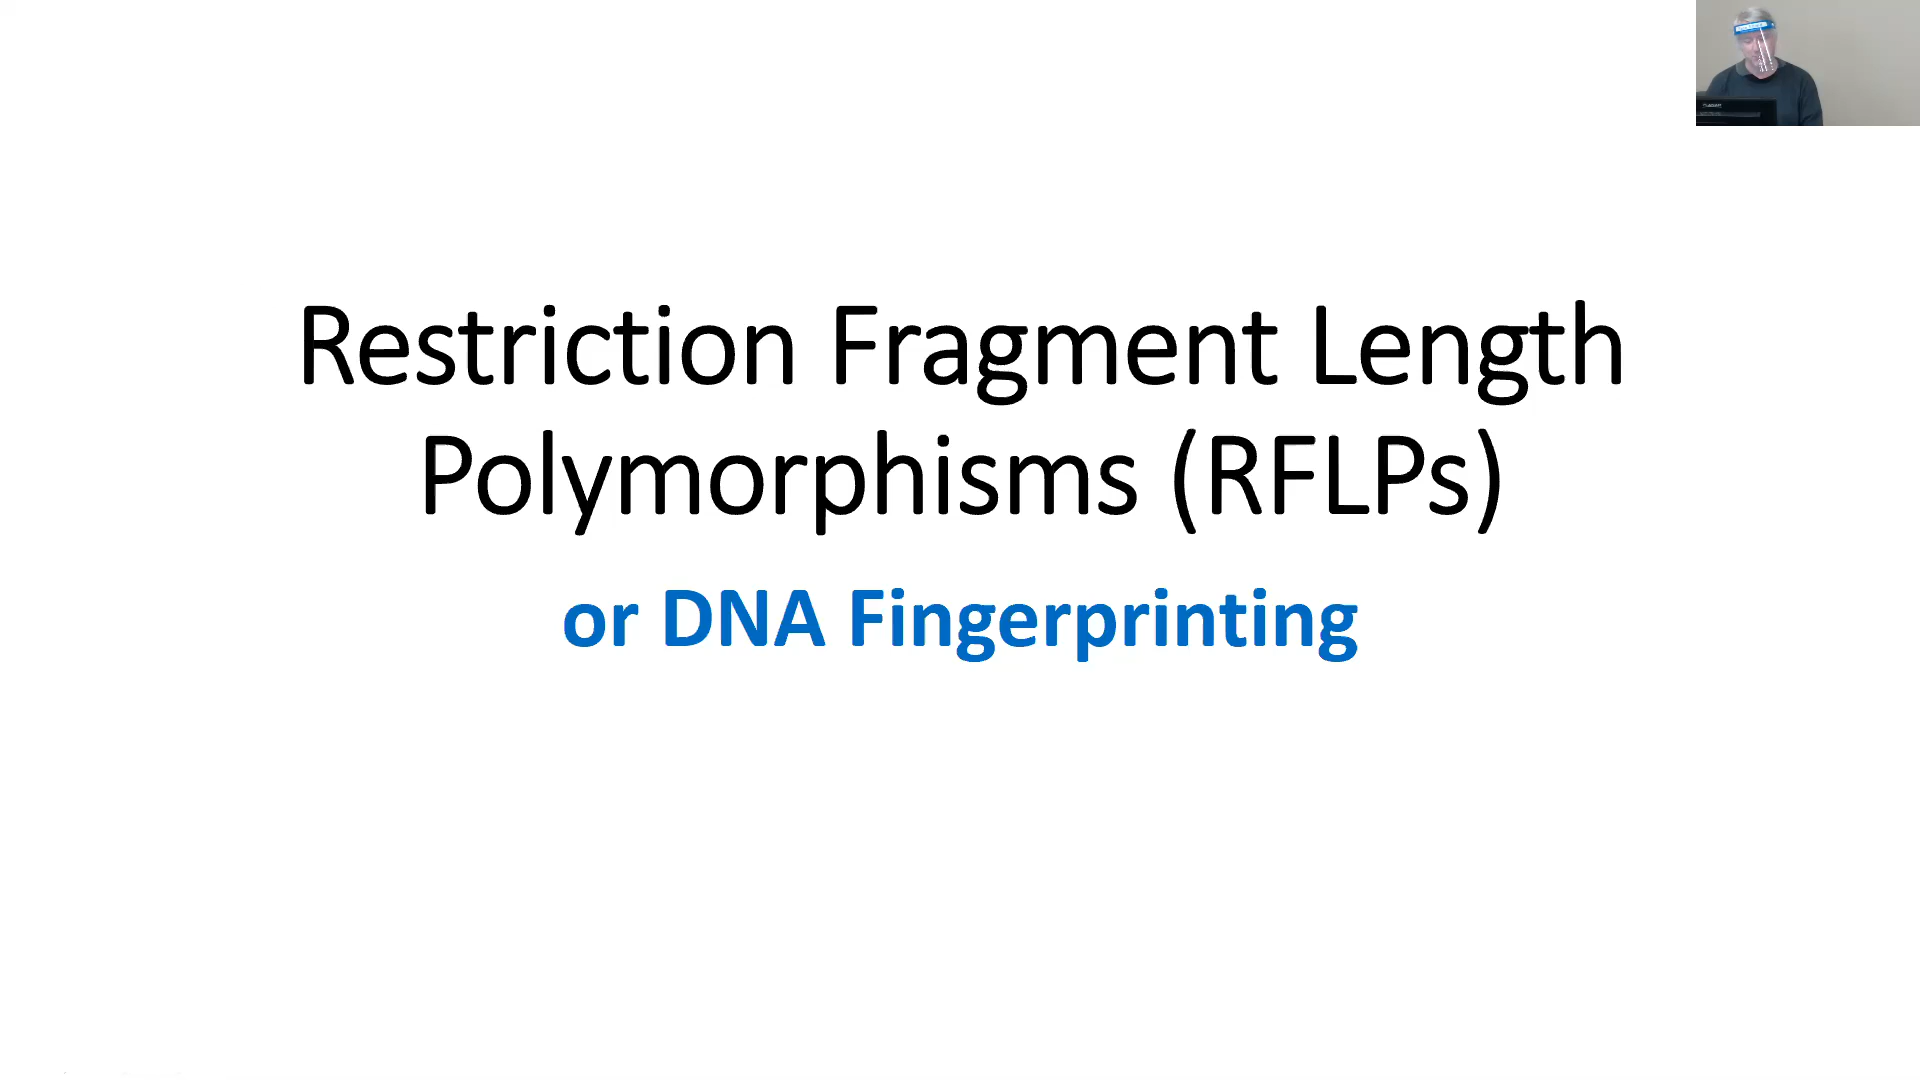 Restriction Fragment Length
Polymorphisms (RFLPs)
or DNA Fingerprinting